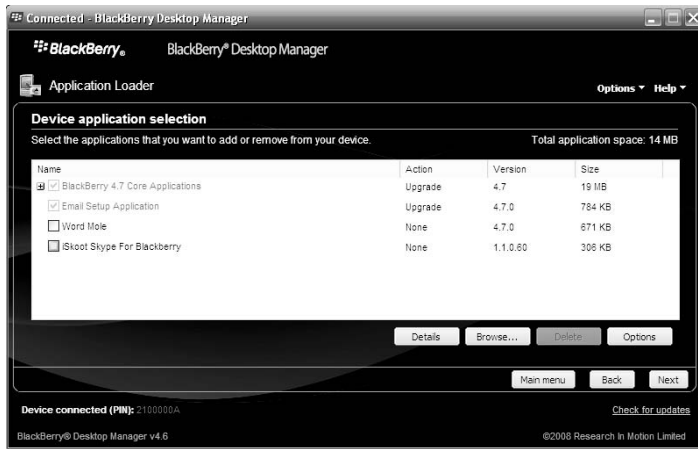 Connected - BlackBerry Desktop Manager
BlackBerry® BlackBerry® Desktop Manager
Application Loader Options Help
Device application selection
Select the applications that you want to add or remove from your device. Total application space: 14 MB
Name Action Version Size
BlackBerry 4.7 Core Applications Upgrade 4.7 19 MB
Email Setup Application Upgrade 4.7.0 784 KB
Word Mole None 4.7.0 671 KB
iSkoot Skype For Blackberry None 1.1.0.60 306 KB
Details Browse... Delete Options
Main menu Back Next
Device connected (PIN): 2100000A Check for updates
BlackBerry® Desktop Manager v4.6 ©2008 Research In Motion Limited